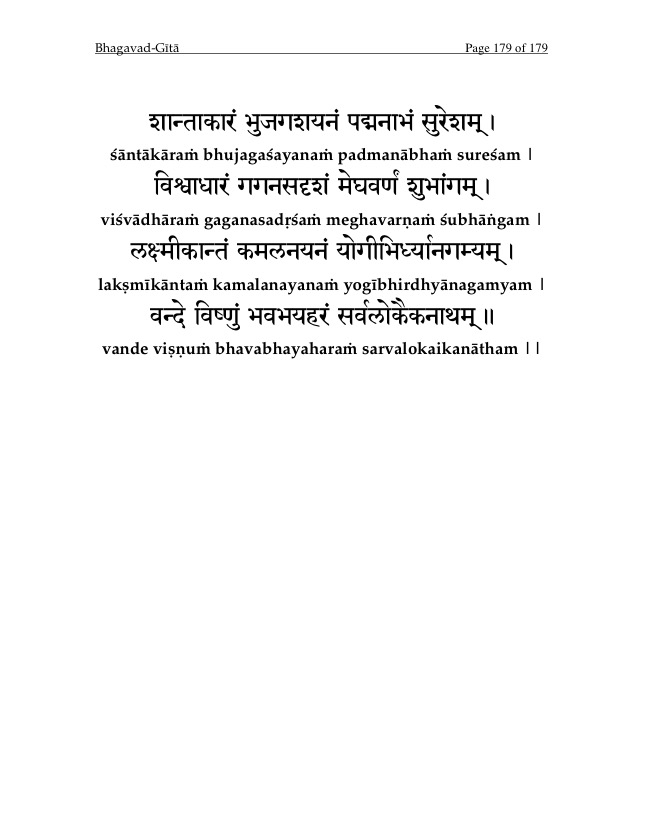 Bhagavad-Gītā Page 179 of 179
शान्ताकारं भुजगशयनं पद्मनाभं सुरेशम् ।
śāntākāraṁ bhujagaśayanaṁ padmanābhaṁ sureśam |
विश्वाधारं गगनसदृशं मेघवर्णं शुभांगम् ।
viśvādhāraṁ gaganasadṛśaṁ meghavarṇaṁ śubhāṅgam |
लक्ष्मीकान्तं कमलनयनं योगीभिर्ध्यानगम्यम् ।
lakṣmīkāntaṁ kamalanayanaṁ yogībhirdhyānagamyam |
वन्दे विष्णुं भवभयहरं सर्वलोकैकनाथम् ॥
vande viṣṇuṁ bhavabhayaharaṁ sarvalokaikanātham ||